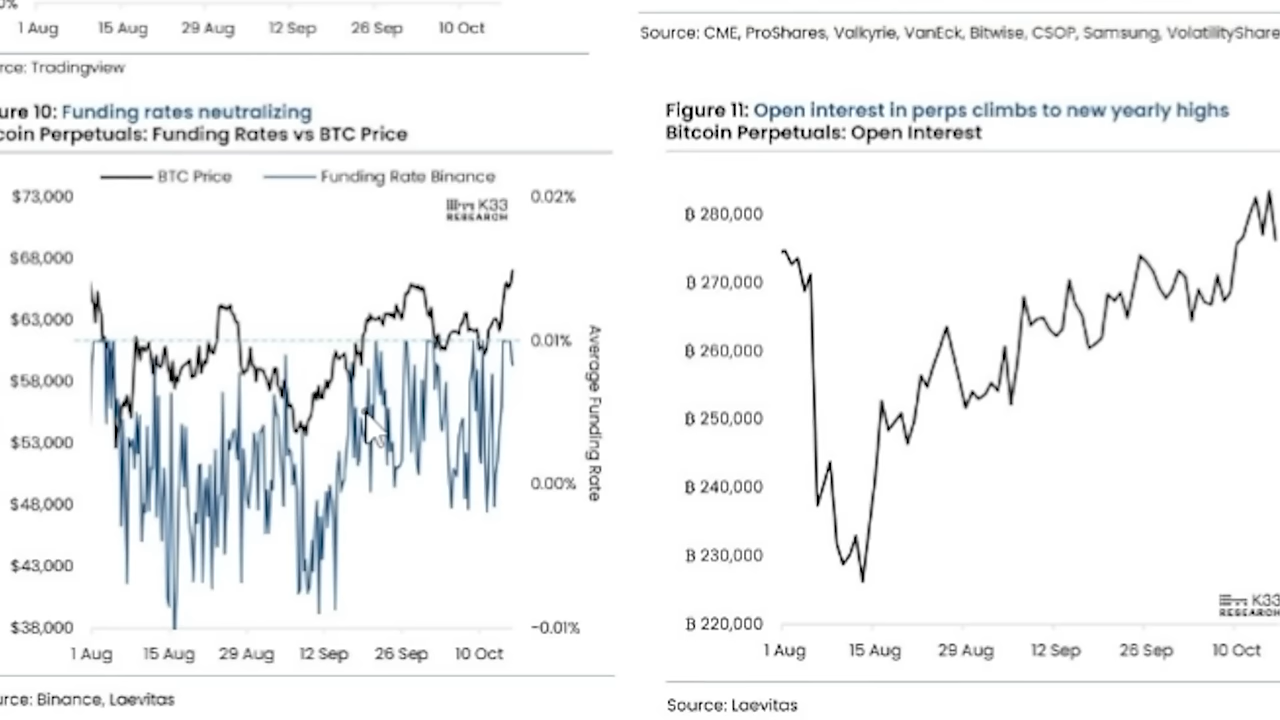 0%
1 Aug 15 Aug 29 Aug 12 Sep 26 Sep 10 Oct
rce: Tradingview
Source: CME, ProShares, Valkyrie, VanEck, Bitwise, CSOP, Samsung, VolatilityShare
ure 10: Funding rates neutralizing
coin Perpetuals: Funding Rates vs BTC Price
BTC Price Funding Rate Binance
K33
RESEARCH
$73,000
$68,000
$63,000
$58,000
$53,000
$48,000
$43,000
$38,000
0.02%
0.01%
0.00%
-0.01%
Average Funding Rate
1 Aug 15 Aug 29 Aug 12 Sep 26 Sep 10 Oct
urce: Binance, Laevitas
Figure 11: Open interest in perps climbs to new yearly highs
Bitcoin Perpetuals: Open Interest
₿ 280,000
₿ 270,000
₿ 260,000
₿ 250,000
₿ 240,000
₿ 230,000
₿ 220,000
K33
RESEARCH
1 Aug 15 Aug 29 Aug 12 Sep 26 Sep 10 Oct
Source: Laevitas